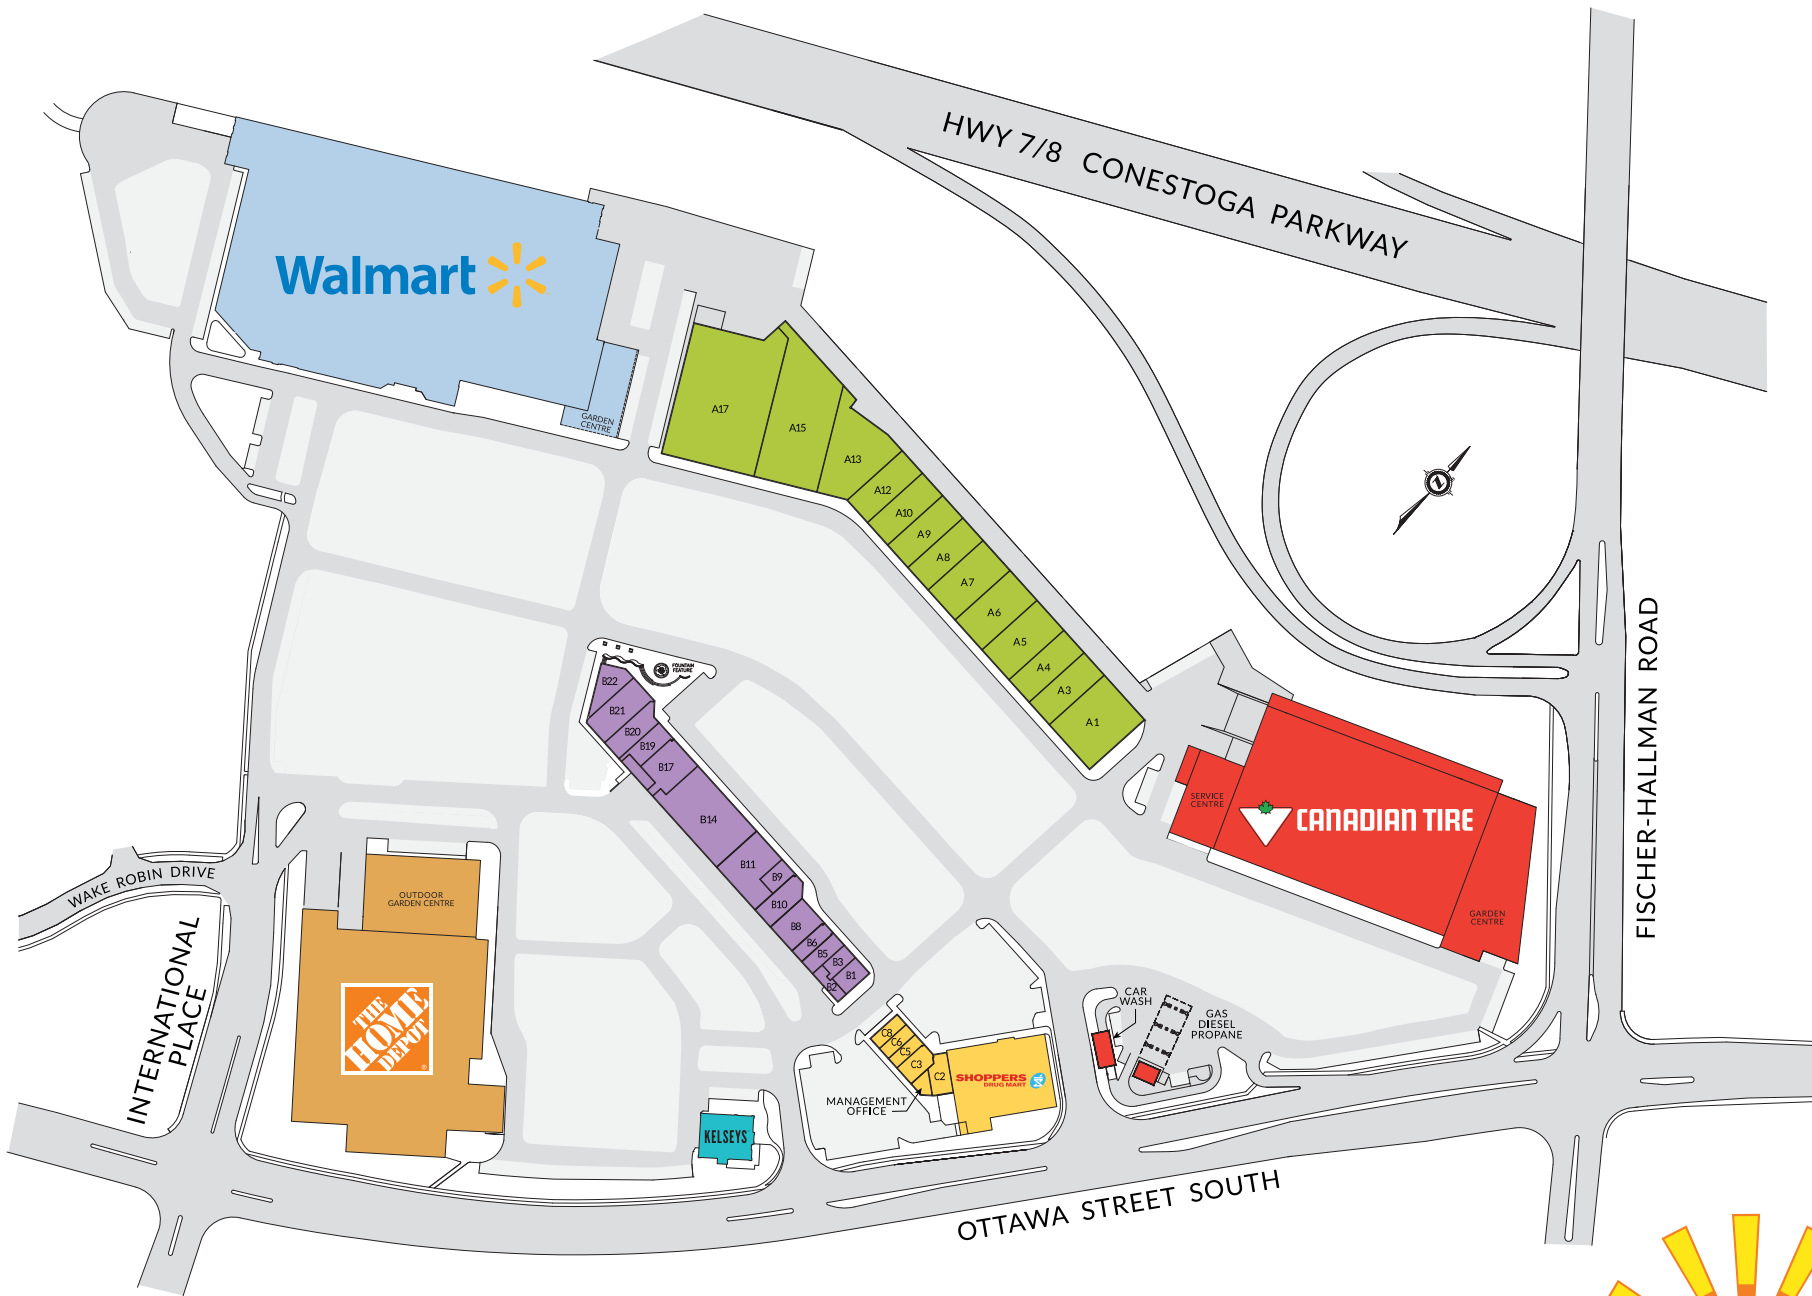 HWY 7/8 CONESTOGA PARKWAY
Walmart
GARDEN
CENTRE
A17
A15
A13
A12
A10
A9
A8
A7
A6
A5
A4
A3
A1
Z
FISCHER-HALLMAN ROAD
FOUNTAIN
FEATURE
B22
B21
B20
B19
B17
B14
B11
B9
B10
B8
B6
B5
B3
B1
B2
SERVICE
CENTRE
CANADIAN TIRE
GARDEN
CENTRE
WAKE ROBIN DRIVE
INTERNATIONAL
PLACE
OUTDOOR
GARDEN CENTRE
THE
HOME
DEPOT
C8
C6
C5
C3
C2
SHOPPERS
DRUG MART
MANAGEMENT
OFFICE
CAR
WASH
GAS
DIESEL
PROPANE
KELSEYS
OTTAWA STREET SOUTH